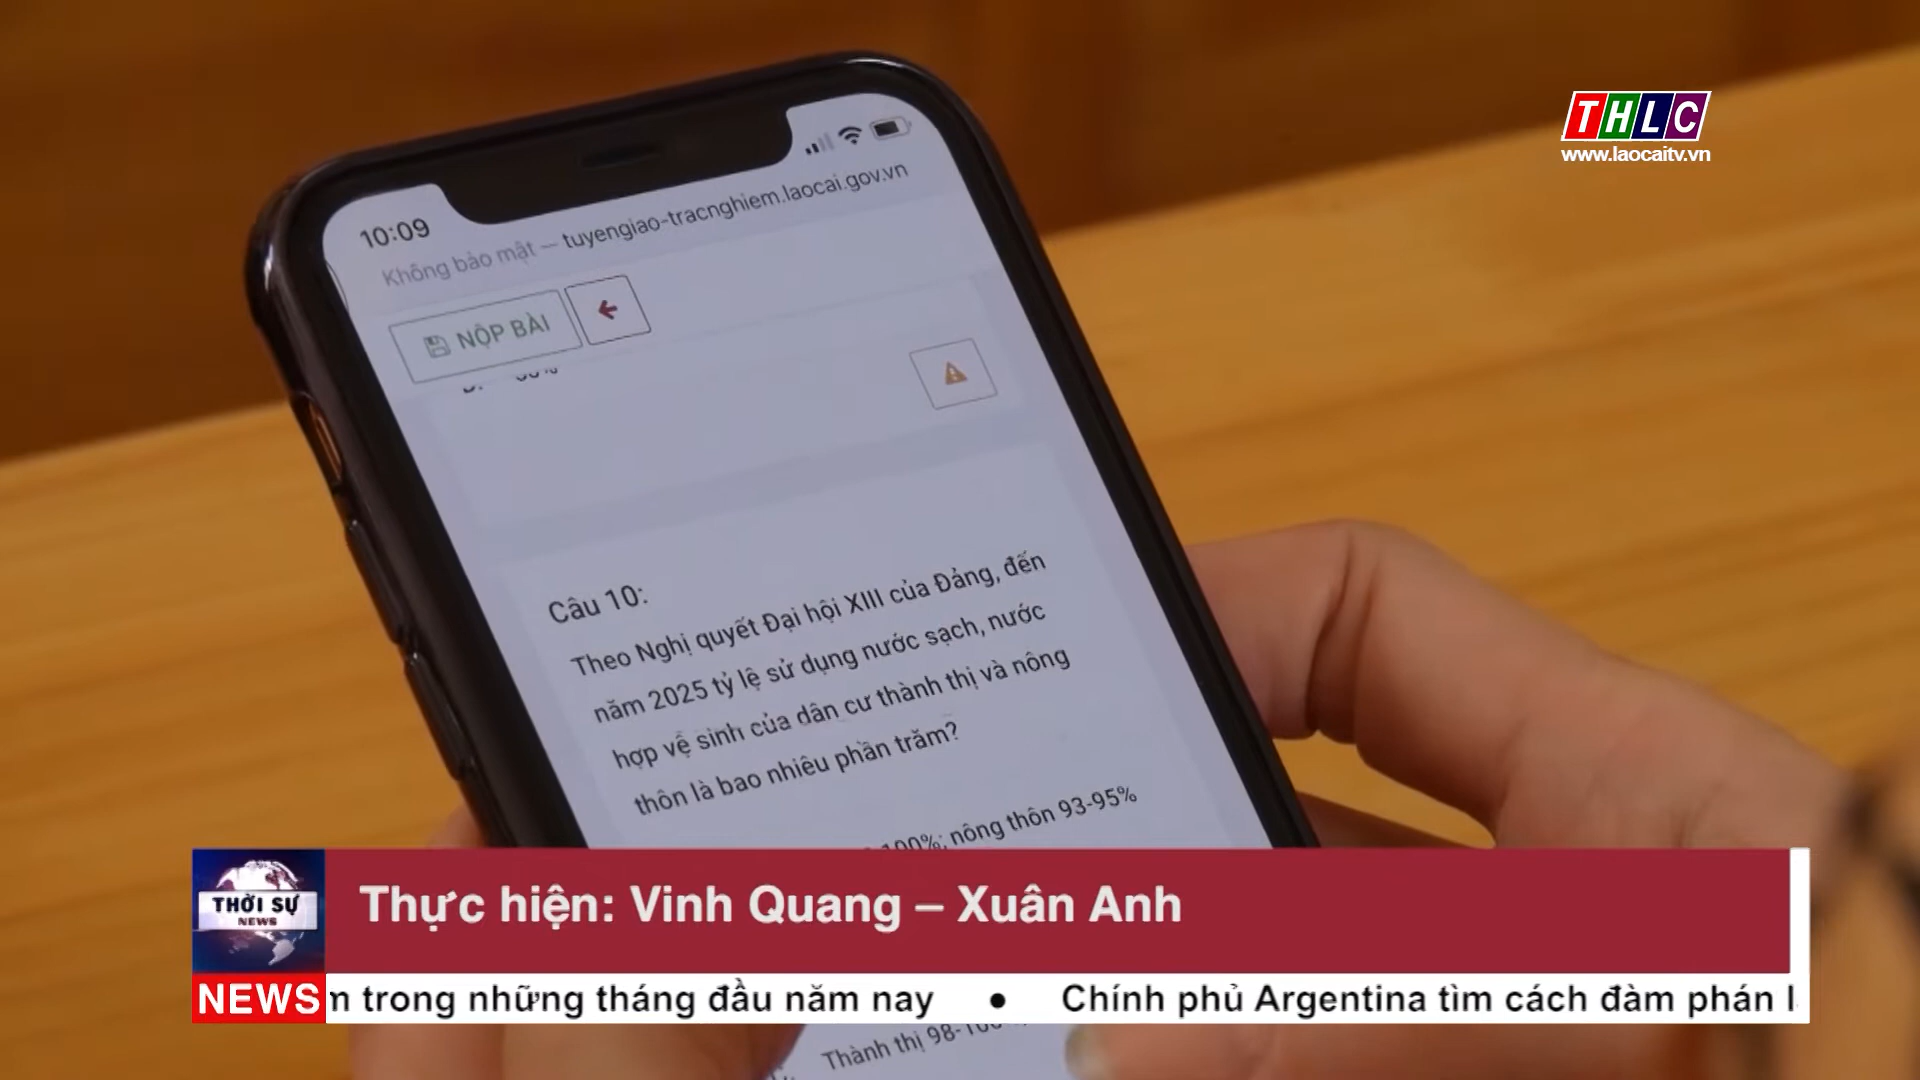 THLC
www.laocaitv.vn
10:09
Không bảo mật — tuyengiao-tracnghiem.laocai.gov.vn
NỘP BÀI
Câu 10:
Theo Nghị quyết Đại hội XIII của Đảng, đến
năm 2025 tỷ lệ sử dụng nước sạch, nước
hợp vệ sinh của dân cư thành thị và nông
thôn là bao nhiêu phần trăm?
100%; nông thôn 93-95%
THỜI SỰ
NEWS
Thực hiện: Vinh Quang – Xuân Anh
NEWS
trong những tháng đầu năm nay • Chính phủ Argentina tìm cách đàm phán
Thành thị